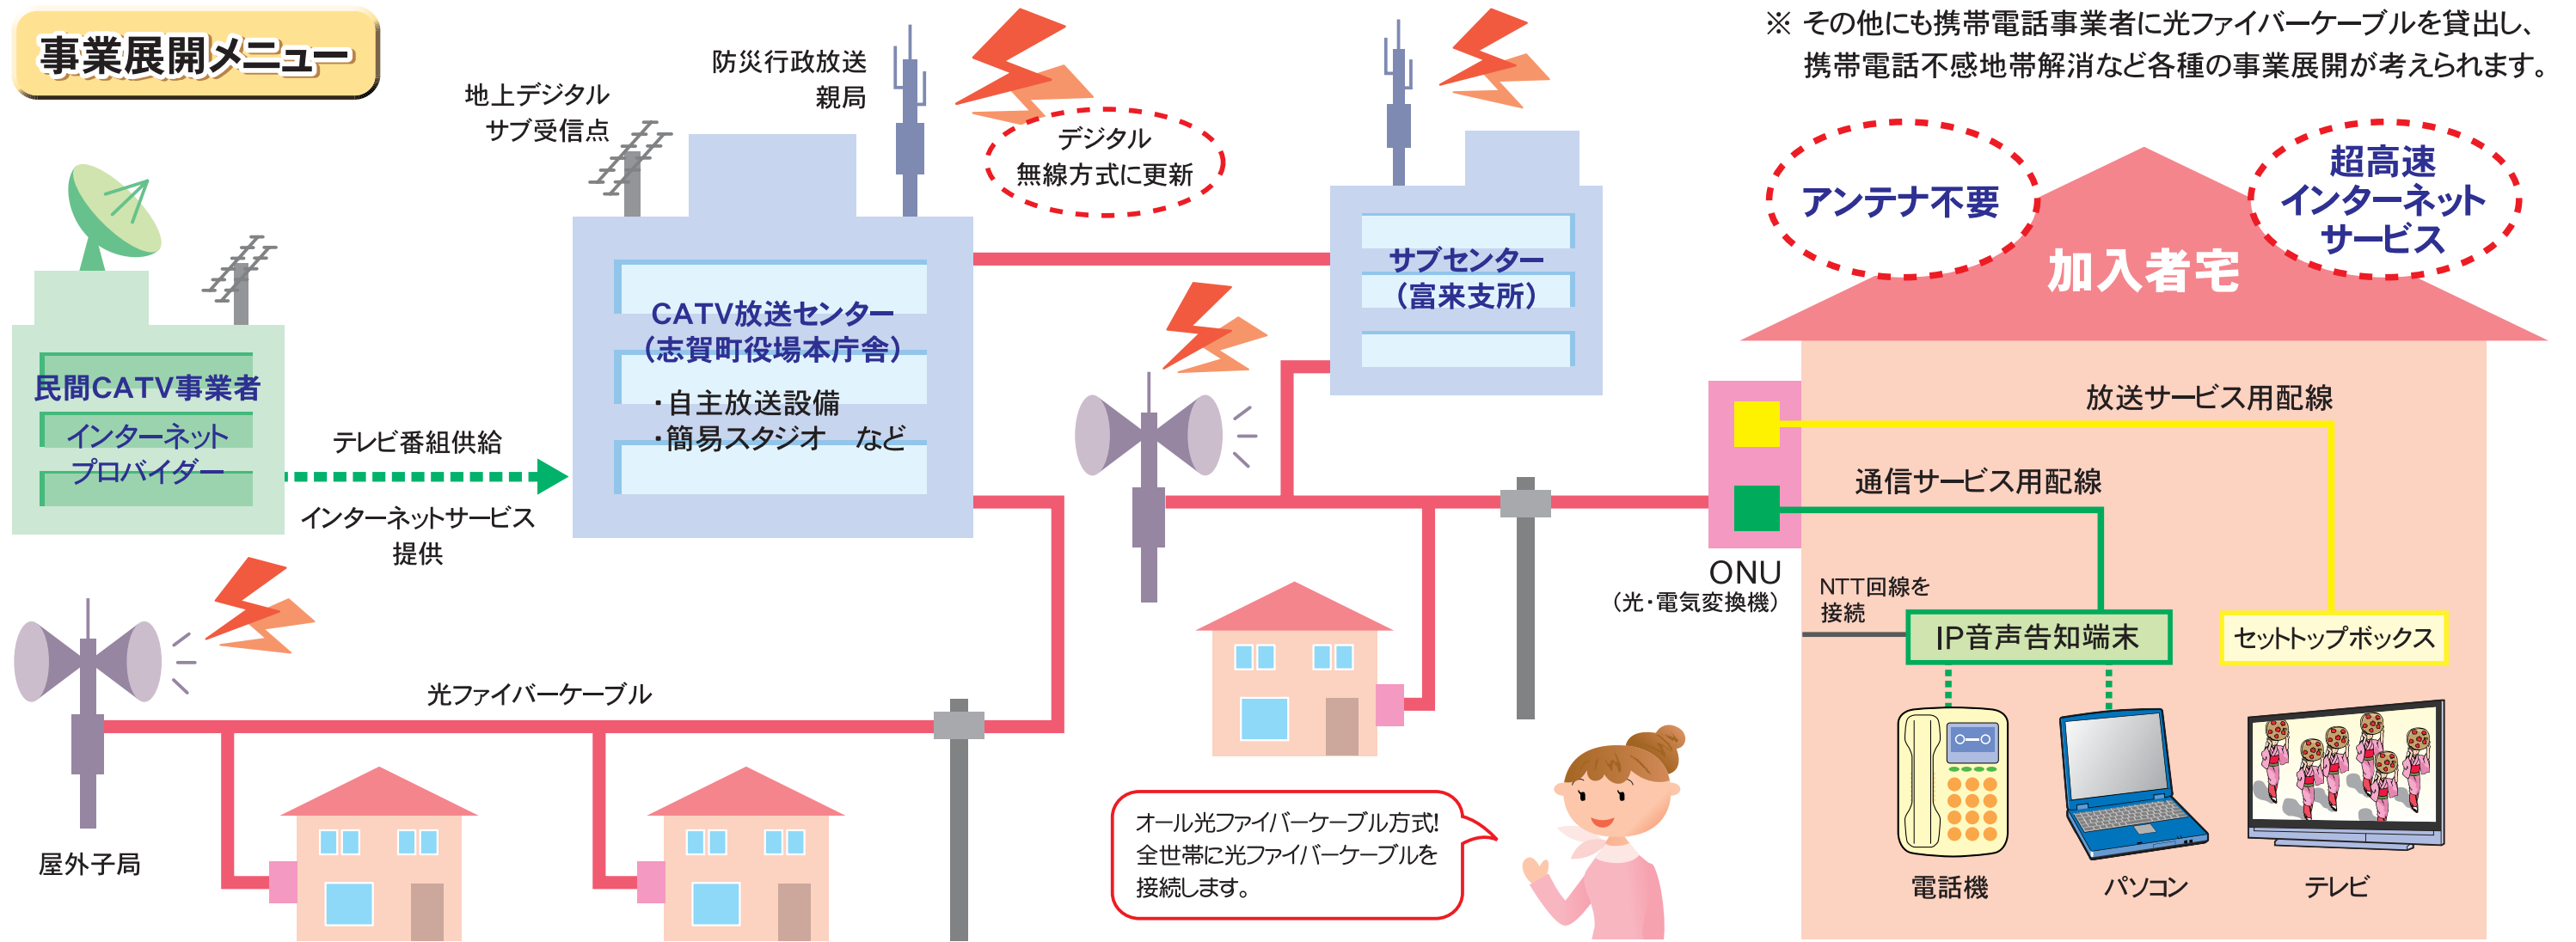 事業展開メニュー
※ その他にも携帯電話事業者に光ファイバーケーブルを貸出し、
携帯電話不感地帯解消など各種の事業展開が考えられます。
地上デジタル
サブ受信点
防災行政放送
親局
デジタル
無線方式に更新
アンテナ不要
超高速
インターネット
サービス
加入者宅
民間CATV事業者
インターネット
プロバイダー
テレビ番組供給
インターネットサービス
提供
CATV放送センター
（志賀町役場本庁舎）
・自主放送設備
・簡易スタジオ　など
サブセンター
（富来支所）
放送サービス用配線
通信サービス用配線
ONU
（光・電気変換機）
NTT回線を
接続
IP音声告知端末
セットトップボックス
光ファイバーケーブル
屋外子局
オール光ファイバーケーブル方式!
全世帯に光ファイバーケーブルを
接続します。
電話機
パソコン
テレビ